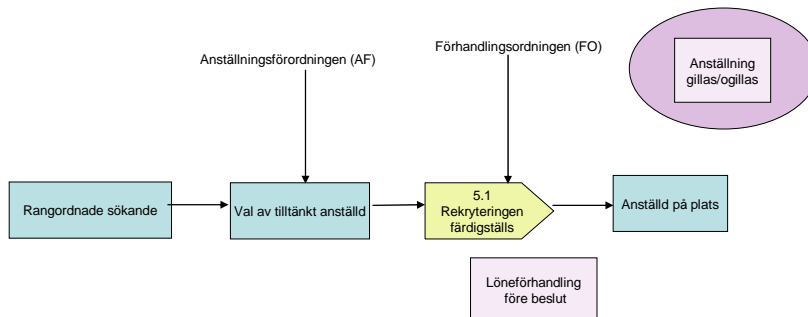 Anställningsförordningen (AF)
Förhandlingsordningen (FO)
Anställning
gillas/ogillas
Rangordnade sökande
Val av tilltänkt anställd
5.1
Rekryteringen
färdigställs
Anställd på plats
Löneförhandling
före beslut